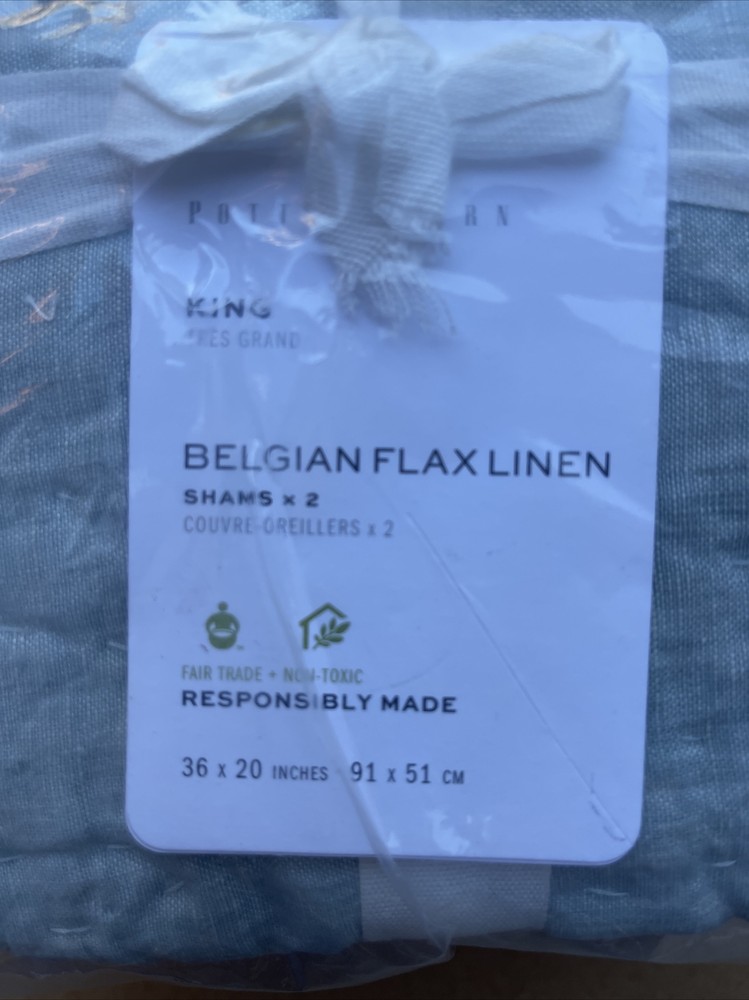 KING
TRÈS GRAND
BELGIAN FLAX LINEN
SHAMS x 2
COUVRE-OREILLERS x 2
FAIR TRADE + NON-TOXIC
RESPONSIBLY MADE
36 x 20 INCHES 91 x 51 CM